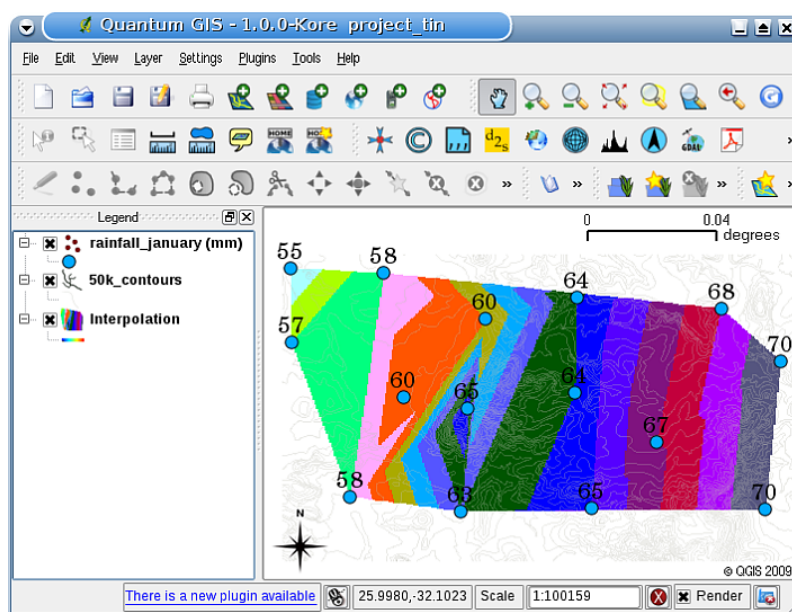 Quantum GIS - 1.0.0-Kore project_tin
File Edit View Layer Settings Plugins Tools Help
HOME HO
© d2s GDAL
» »
» » »
Legend
rainfall_january (mm)
50k_contours
Interpolation
0 0.04
degrees
55 58
64
68
60
57
70
60
65
64
67
58
63
65
70
N
© QGIS 2009
There is a new plugin available 25.9980,-32.1023 Scale 1:100159 Render